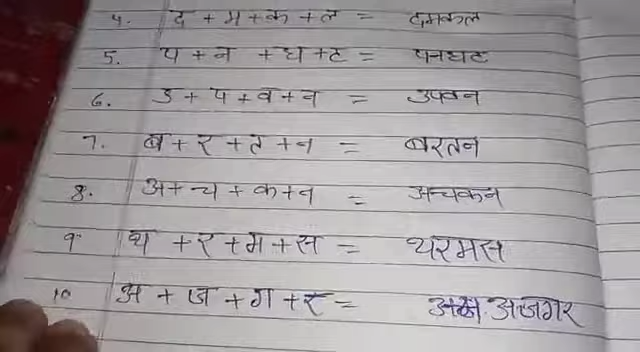 4. द + म + क + ल = दमकल
5. प + न + घ + ट = पनघट
6. उ + प + व + न = उपवन
7. ब + र + त + न = बरतन
8. अ + च + क + न = अचकन
9 थ + र + म + स = थरमस
10 अ + ज + ग + र = अजगर